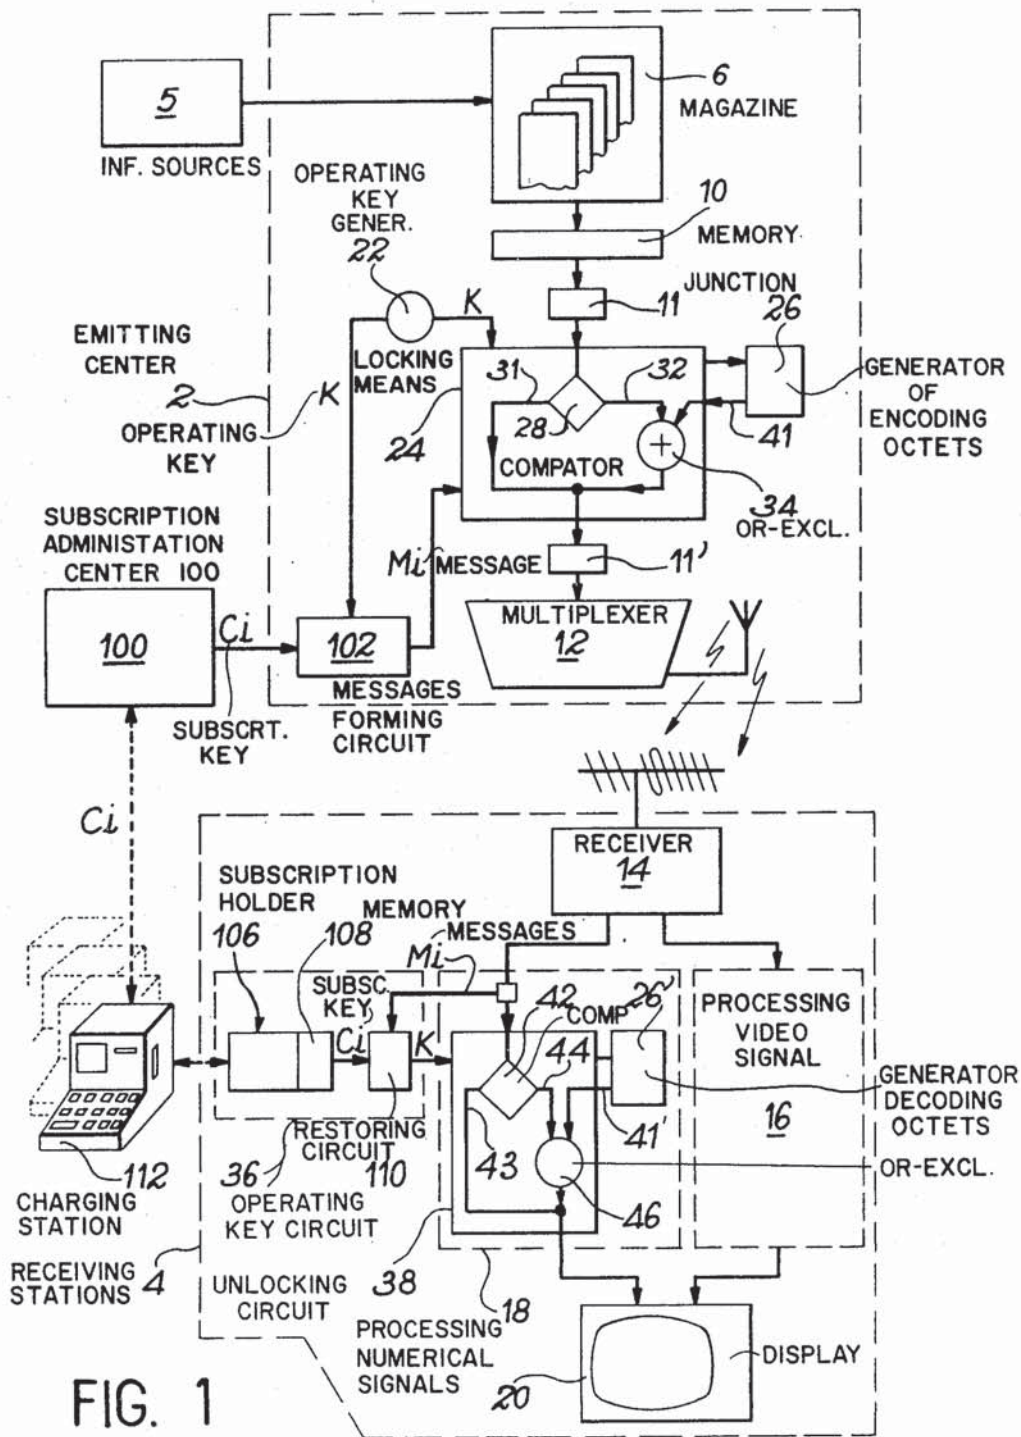 5
INF. SOURCES
6
MAGAZINE
OPERATING
KEY
GENER.
22
10
MEMORY.
JUNCTION
11
26
K
LOCKING
MEANS
EMITTING
CENTER
2
K
OPERATING
KEY
24
31
32
28
COMPATOR
41
GENERATOR
OF
ENCODING
OCTETS
34
OR-EXCL.
SUBSCRIPTION
ADMINISTATION
CENTER 100
100
Ci
SUBSCRT.
KEY
102
MESSAGES
FORMING
CIRCUIT
Mi MESSAGE
11'
MULTIPLEXER
12
Ci
RECEIVER
14
SUBSCRIPTION
HOLDER
106
108
MEMORY
MESSAGES
Mi
SUBSC.
KEY
Ci
K
42
COMP
26'
44
43
41'
46
PROCESSING
VIDEO
SIGNAL
16
GENERATOR
DECODING
OCTETS
OR-EXCL.
112
CHARGING
STATION
36
RESTORING
CIRCUIT
110
OPERATING
KEY CIRCUIT
RECEIVING
STATIONS 4
UNLOCKING
CIRCUIT
38
18
PROCESSING
NUMERICAL
SIGNALS
20
DISPLAY
FIG. 1